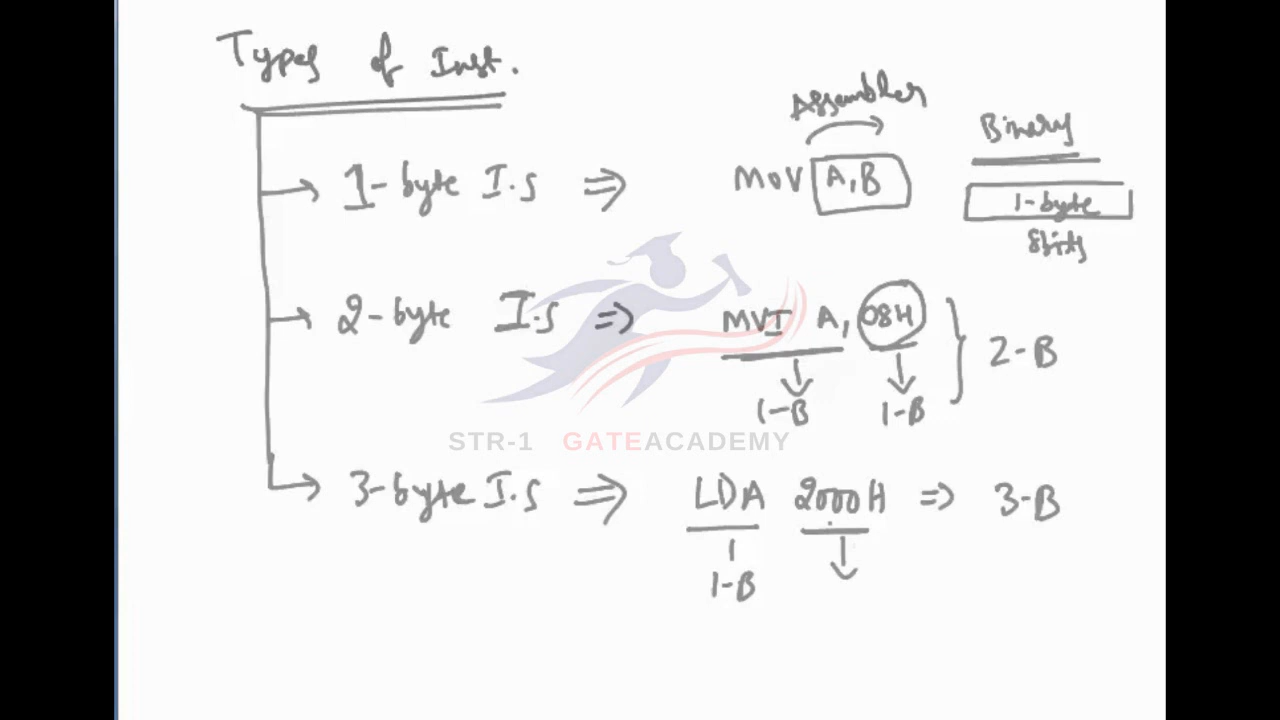 Types of Inst.
Assembler
Binary
1-byte I.S ⇒ MOV A,B
1-byte
8bits
2-byte I.S ⇒ MVI A, 08H
2-B
1-B 1-B
STR-1 GATEACADEMY
3-byte I.S ⇒ LDA 2000H ⇒ 3-B
1-B